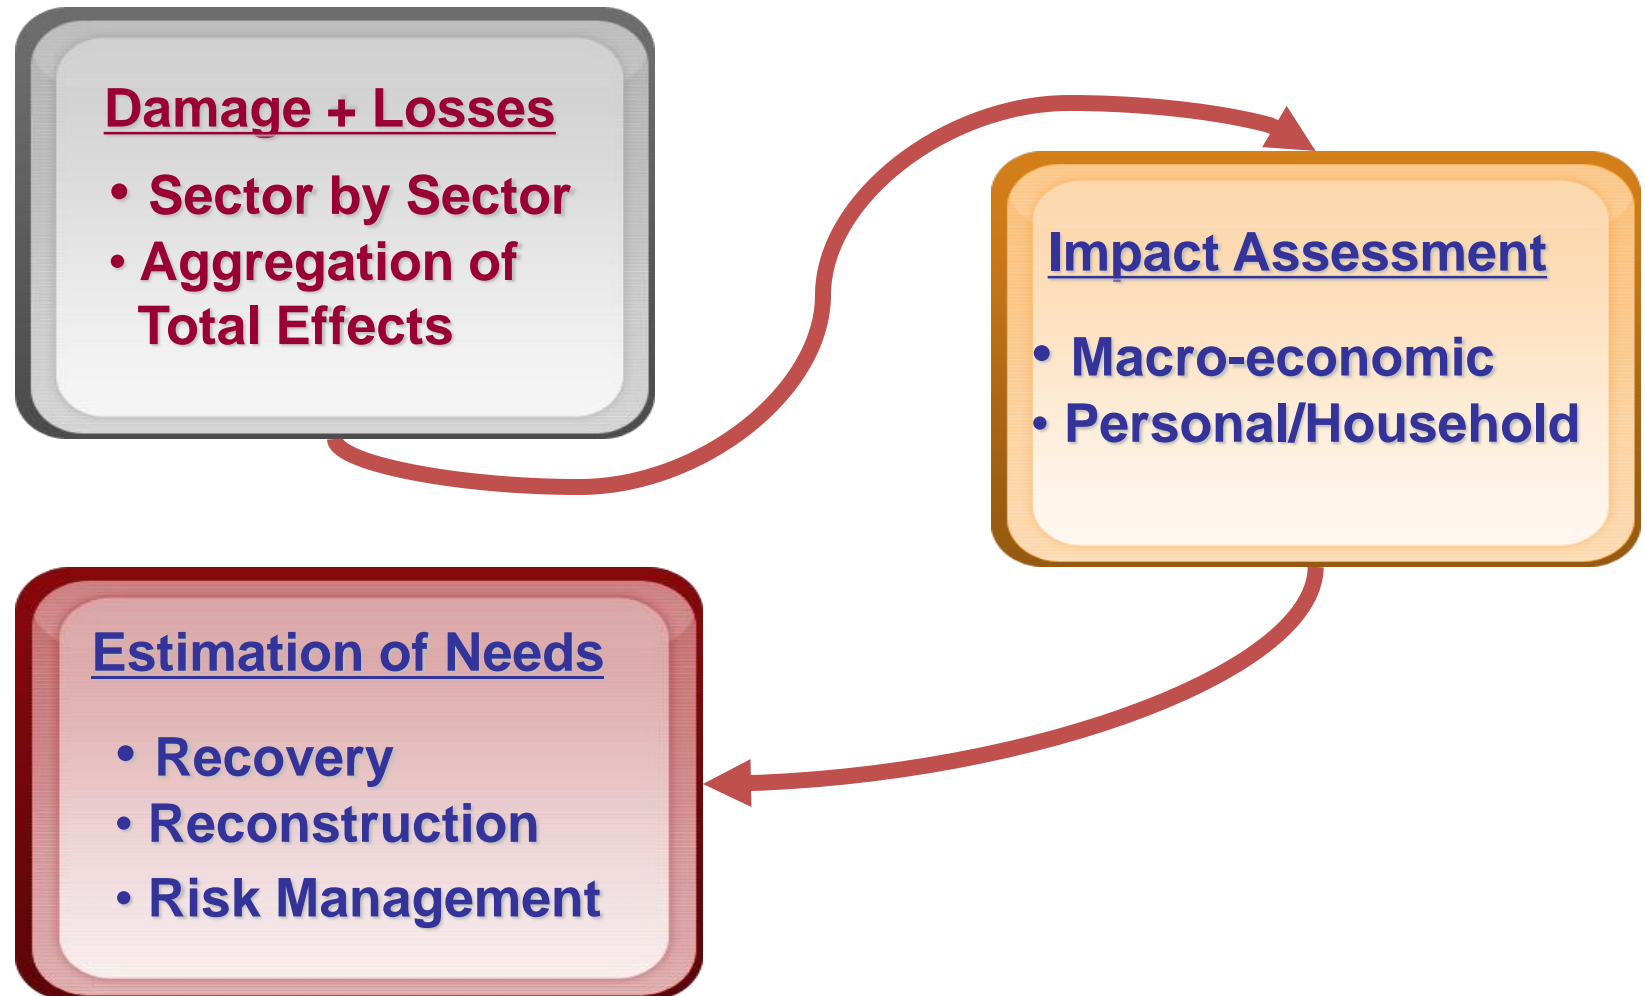 Damage + Losses
• Sector by Sector
• Aggregation of
Total Effects
Impact Assessment
• Macro-economic
• Personal/Household
Estimation of Needs
• Recovery
• Reconstruction
• Risk Management